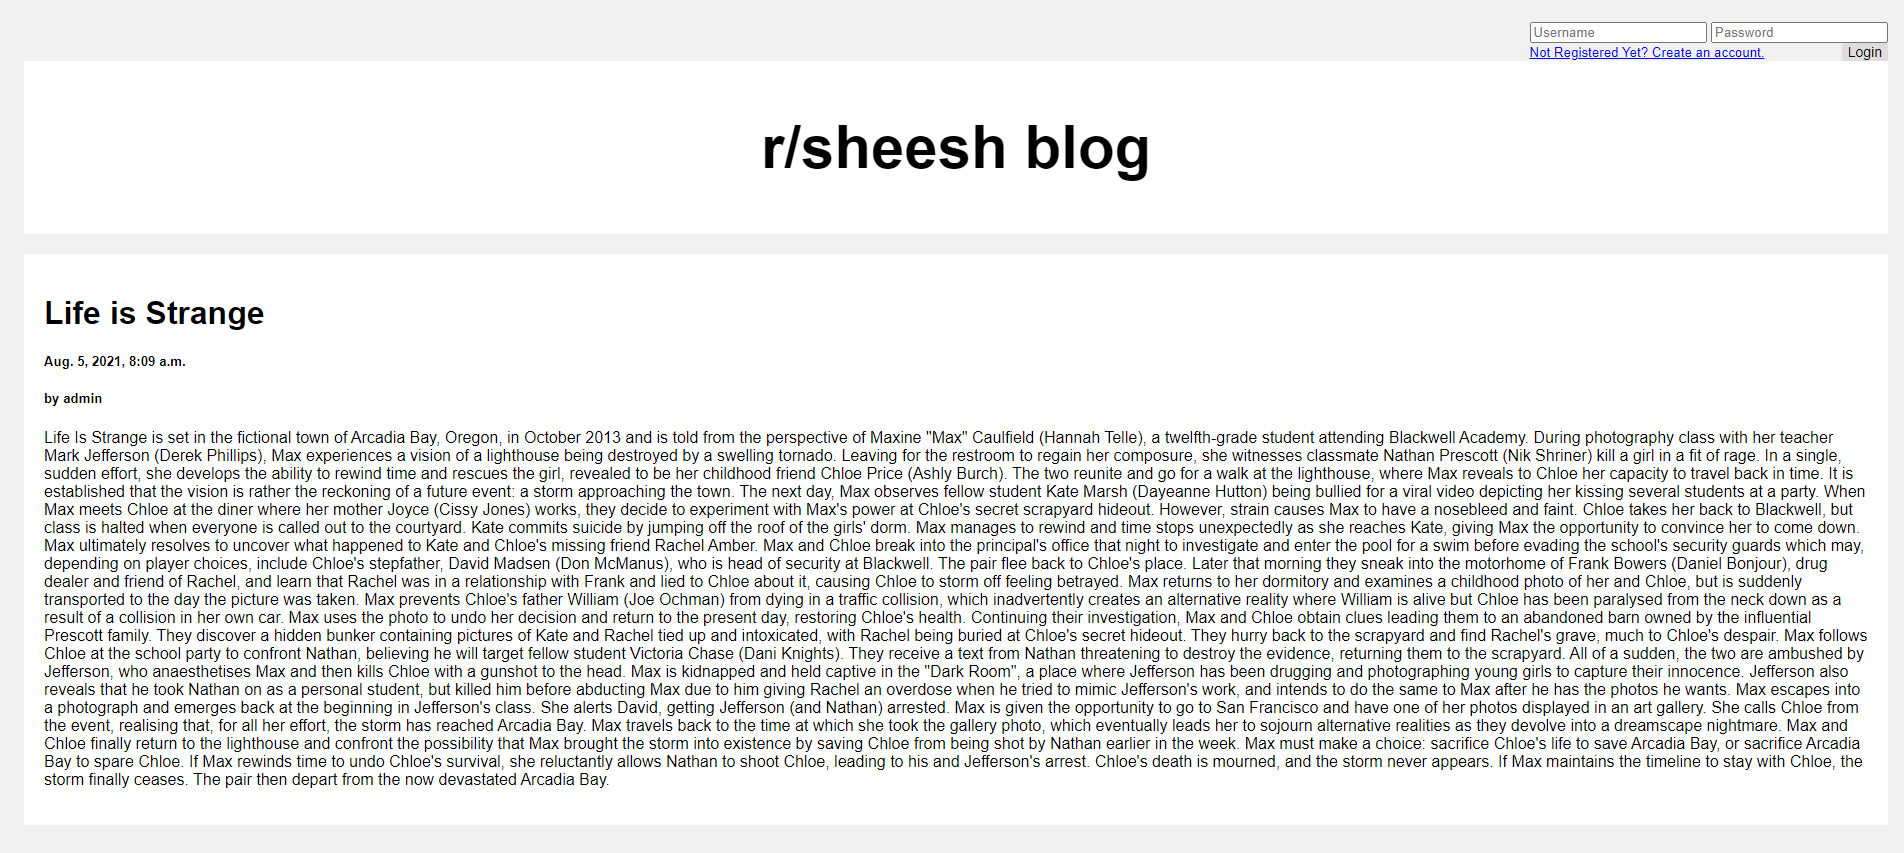 Username Password
Not Registered Yet? Create an account. Login
r/sheesh blog
Life is Strange
Aug. 5, 2021, 8:09 a.m.
by admin
Life Is Strange is set in the fictional town of Arcadia Bay, Oregon, in October 2013 and is told from the perspective of Maxine "Max" Caulfield (Hannah Telle), a twelfth-grade student attending Blackwell Academy. During photography class with her teacher
Mark Jefferson (Derek Phillips), Max experiences a vision of a lighthouse being destroyed by a swelling tornado. Leaving for the restroom to regain her composure, she witnesses classmate Nathan Prescott (Nik Shriner) kill a girl in a fit of rage. In a single,
sudden effort, she develops the ability to rewind time and rescues the girl, revealed to be her childhood friend Chloe Price (Ashly Burch). The two reunite and go for a walk at the lighthouse, where Max reveals to Chloe her capacity to travel back in time. It is
established that the vision is rather the reckoning of a future event: a storm approaching the town. The next day, Max observes fellow student Kate Marsh (Dayeanne Hutton) being bullied for a viral video depicting her kissing several students at a party. When
Max meets Chloe at the diner where her mother Joyce (Cissy Jones) works, they decide to experiment with Max's power at Chloe's secret scrapyard hideout. However, strain causes Max to have a nosebleed and faint. Chloe takes her back to Blackwell, but
class is halted when everyone is called out to the courtyard. Kate commits suicide by jumping off the roof of the girls' dorm. Max manages to rewind and time stops unexpectedly as she reaches Kate, giving Max the opportunity to convince her to come down.
Max ultimately resolves to uncover what happened to Kate and Chloe's missing friend Rachel Amber. Max and Chloe break into the principal's office that night to investigate and enter the pool for a swim before evading the school's security guards which may,
depending on player choices, include Chloe's stepfather, David Madsen (Don McManus), who is head of security at Blackwell. The pair flee back to Chloe's place. Later that morning they sneak into the motorhome of Frank Bowers (Daniel Bonjour), drug
dealer and friend of Rachel, and learn that Rachel was in a relationship with Frank and lied to Chloe about it, causing Chloe to storm off feeling betrayed. Max returns to her dormitory and examines a childhood photo of her and Chloe, but is suddenly
transported to the day the picture was taken. Max prevents Chloe's father William (Joe Ochman) from dying in a traffic collision, which inadvertently creates an alternative reality where William is alive but Chloe has been paralysed from the neck down as a
result of a collision in her own car. Max uses the photo to undo her decision and return to the present day, restoring Chloe's health. Continuing their investigation, Max and Chloe obtain clues leading them to an abandoned barn owned by the influential
Prescott family. They discover a hidden bunker containing pictures of Kate and Rachel tied up and intoxicated, with Rachel being buried at Chloe's secret hideout. They hurry back to the scrapyard and find Rachel's grave, much to Chloe's despair. Max follows
Chloe at the school party to confront Nathan, believing he will target fellow student Victoria Chase (Dani Knights). They receive a text from Nathan threatening to destroy the evidence, returning them to the scrapyard. All of a sudden, the two are ambushed by
Jefferson, who anaesthetises Max and then kills Chloe with a gunshot to the head. Max is kidnapped and held captive in the "Dark Room", a place where Jefferson has been drugging and photographing young girls to capture their innocence. Jefferson also
reveals that he took Nathan on as a personal student, but killed him before abducting Max due to him giving Rachel an overdose when he tried to mimic Jefferson's work, and intends to do the same to Max after he has the photos he wants. Max escapes into
a photograph and emerges back at the beginning in Jefferson's class. She alerts David, getting Jefferson (and Nathan) arrested. Max is given the opportunity to go to San Francisco and have one of her photos displayed in an art gallery. She calls Chloe from
the event, realising that, for all her effort, the storm has reached Arcadia Bay. Max travels back to the time at which she took the gallery photo, which eventually leads her to sojourn alternative realities as they devolve into a dreamscape nightmare. Max and
Chloe finally return to the lighthouse and confront the possibility that Max brought the storm into existence by saving Chloe from being shot by Nathan earlier in the week. Max must make a choice: sacrifice Chloe's life to save Arcadia Bay, or sacrifice Arcadia
Bay to spare Chloe. If Max rewinds time to undo Chloe's survival, she reluctantly allows Nathan to shoot Chloe, leading to his and Jefferson's arrest. Chloe's death is mourned, and the storm never appears. If Max maintains the timeline to stay with Chloe, the
storm finally ceases. The pair then depart from the now devastated Arcadia Bay.